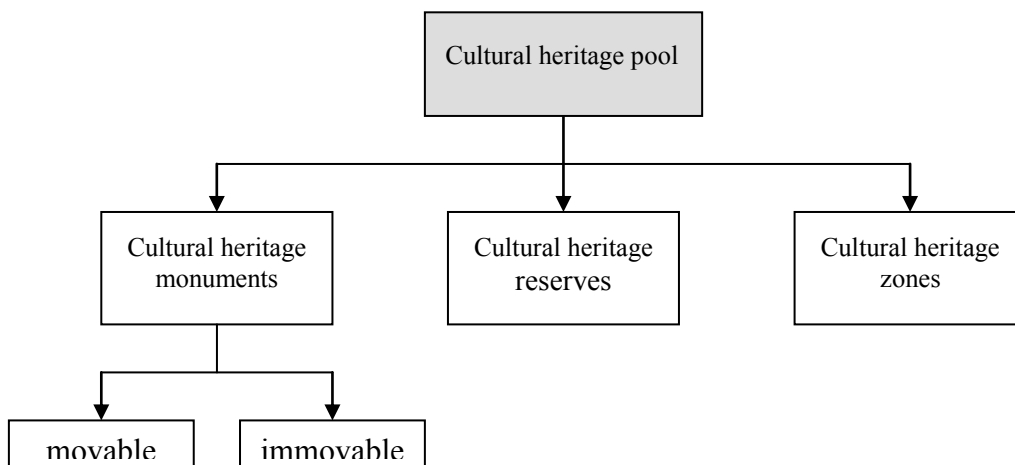 Cultural heritage pool
Cultural heritage
monuments
Cultural heritage
reserves
Cultural heritage
zones
movable
immovable